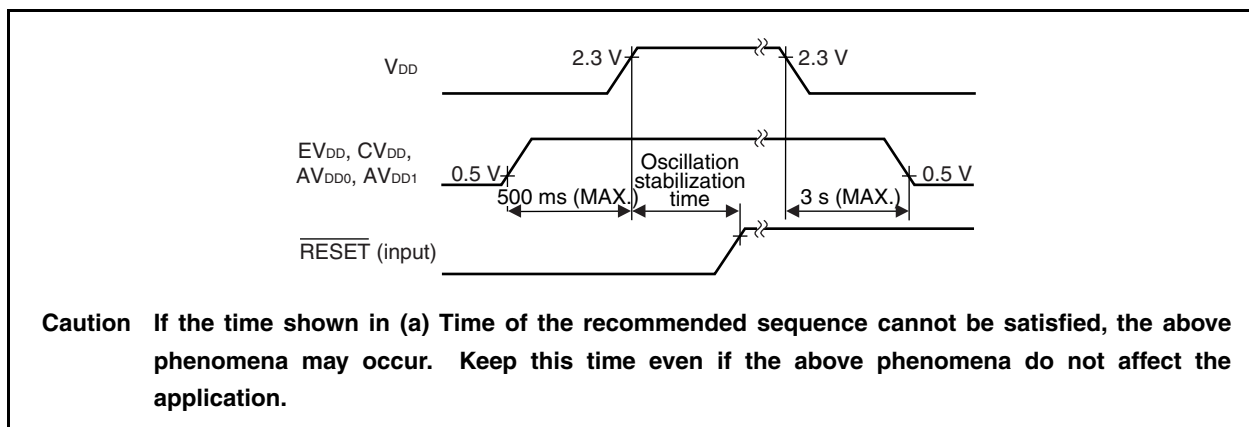 VDD
2.3 V
2.3 V
EVDD, CVDD,
AVDD0, AVDD1
0.5 V
Oscillation
stabilization
time
500 ms (MAX.)
3 s (MAX.)
0.5 V
RESET (input)
Caution If the time shown in (a) Time of the recommended sequence cannot be satisfied, the above
phenomena may occur. Keep this time even if the above phenomena do not affect the
application.